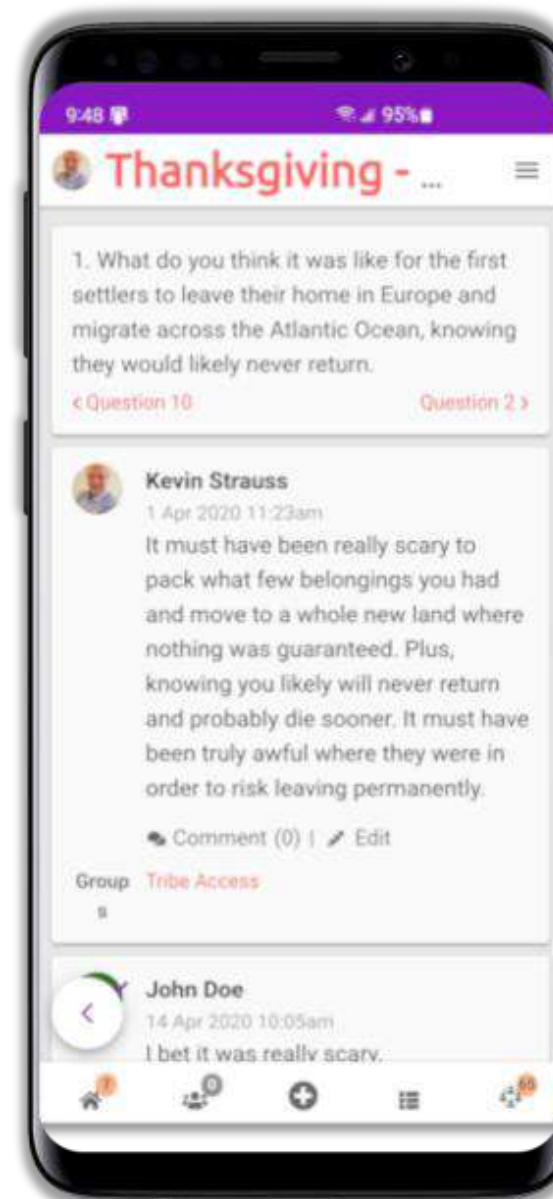 9:48 95%
Thanksgiving - ...
1. What do you think it was like for the first
settlers to leave their home in Europe and
migrate across the Atlantic Ocean, knowing
they would likely never return.
< Question 10 Question 2 >
Kevin Strauss
1 Apr 2020 11:23am
It must have been really scary to
pack what few belongings you had
and move to a whole new land where
nothing was guaranteed. Plus,
knowing you likely will never return
and probably die sooner. It must have
been truly awful where they were in
order to risk leaving permanently.
Comment (0) | Edit
Group Tribe Access
s
John Doe
14 Apr 2020 10:05am
I bet it was really scary.
7 0 65